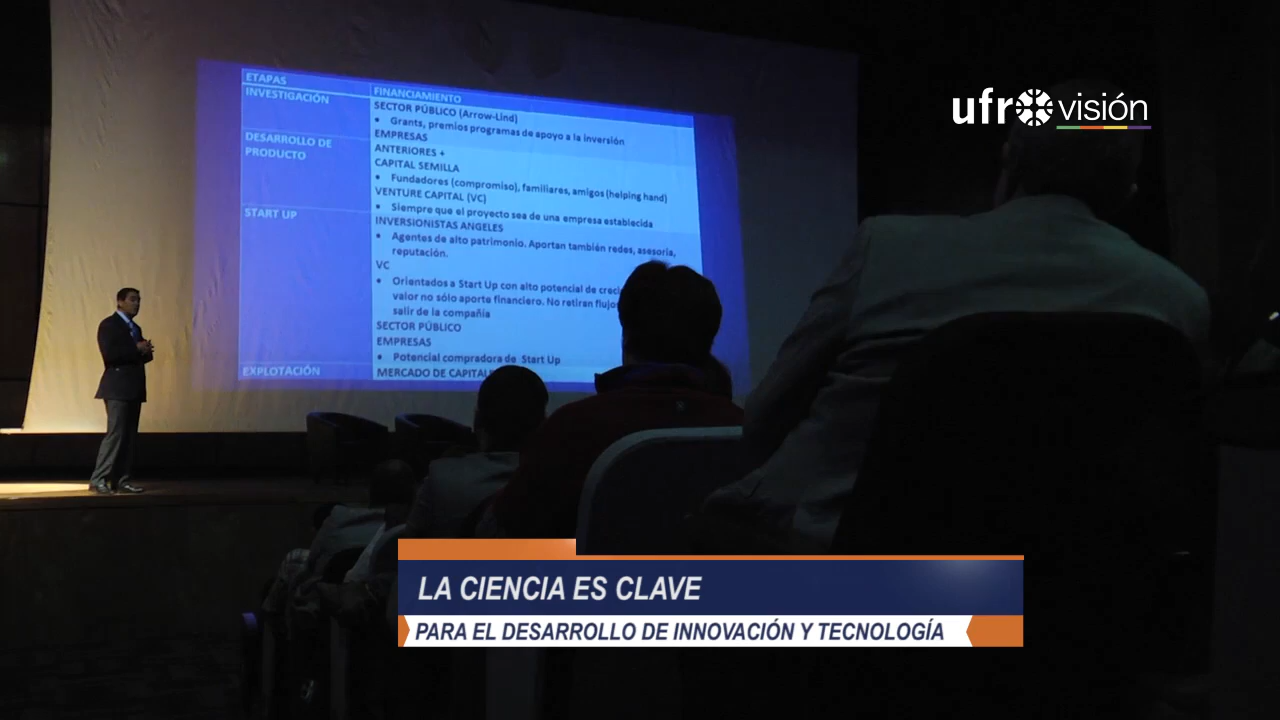 ufro visión
ETAPAS
FINANCIAMIENTO
INVESTIGACIÓN
SECTOR PÚBLICO (Arrow-Lind)
• Grants, premios programas de apoyo a la inversión
EMPRESAS
DESARROLLO DE
PRODUCTO
ANTERIORES +
CAPITAL SEMILLA
• Fundadores (compromiso), familiares, amigos (helping hand)
VENTURE CAPITAL (VC)
• Siempre que el proyecto sea de una empresa establecida
START UP
INVERSIONISTAS ANGELES
• Agentes de alto patrimonio. Aportan también redes, asesoría,
reputación.
VC
• Orientados a Start Up con alto potencial de
valor no sólo aporte financiero. No retiran
salir de la compañía
SECTOR PÚBLICO
EMPRESAS
• Potencial compradora de Start Up
EXPLOTACIÓN
MERCADO DE
LA CIENCIA ES CLAVE
PARA EL DESARROLLO DE INNOVACIÓN Y TECNOLOGÍA